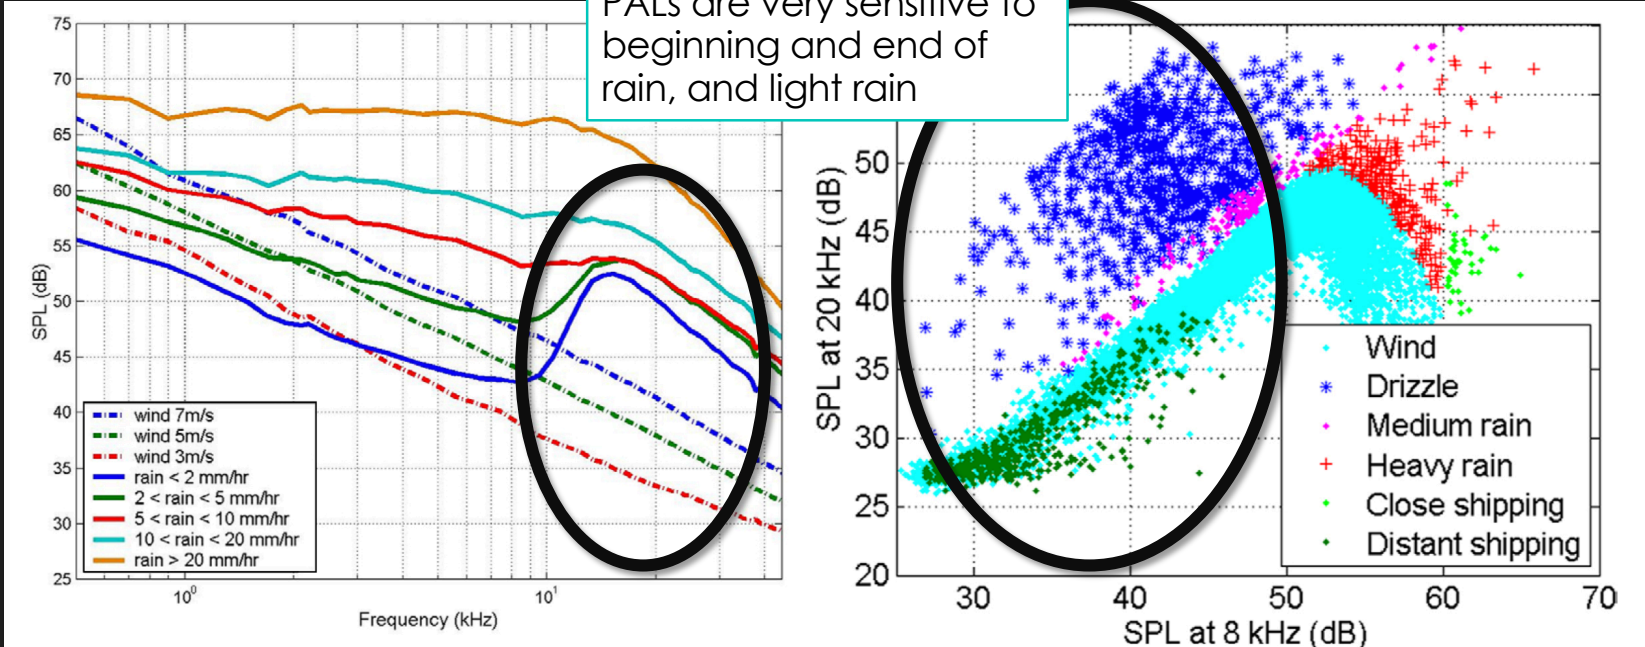 PALs are very sensitive to
beginning and end of
rain, and light rain
75
70
65
60
55
50
45
40
35
30
25
SPL (dB)
10⁰
10¹
Frequency (kHz)
wind 7m/s
wind 5m/s
wind 3m/s
rain < 2 mm/hr
2 < rain < 5 mm/hr
5 < rain < 10 mm/hr
10 < rain < 20 mm/hr
rain > 20 mm/hr
SPL at 20 kHz (dB)
50
45
40
35
30
25
20
30
40
50
60
70
SPL at 8 kHz (dB)
Wind
Drizzle
Medium rain
Heavy rain
Close shipping
Distant shipping